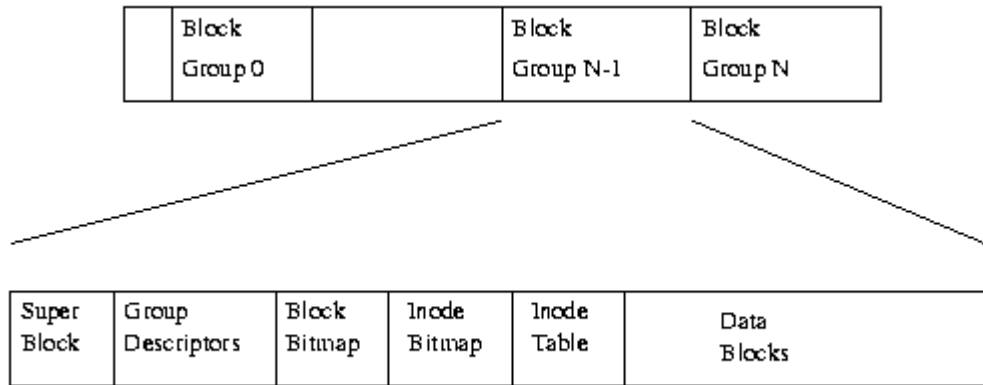 Block
Group 0
Block
Group N-1
Block
Group N
Super
Block
Group
Descriptors
Block
Bitmap
Inode
Bitmap
Inode
Table
Data
Blocks